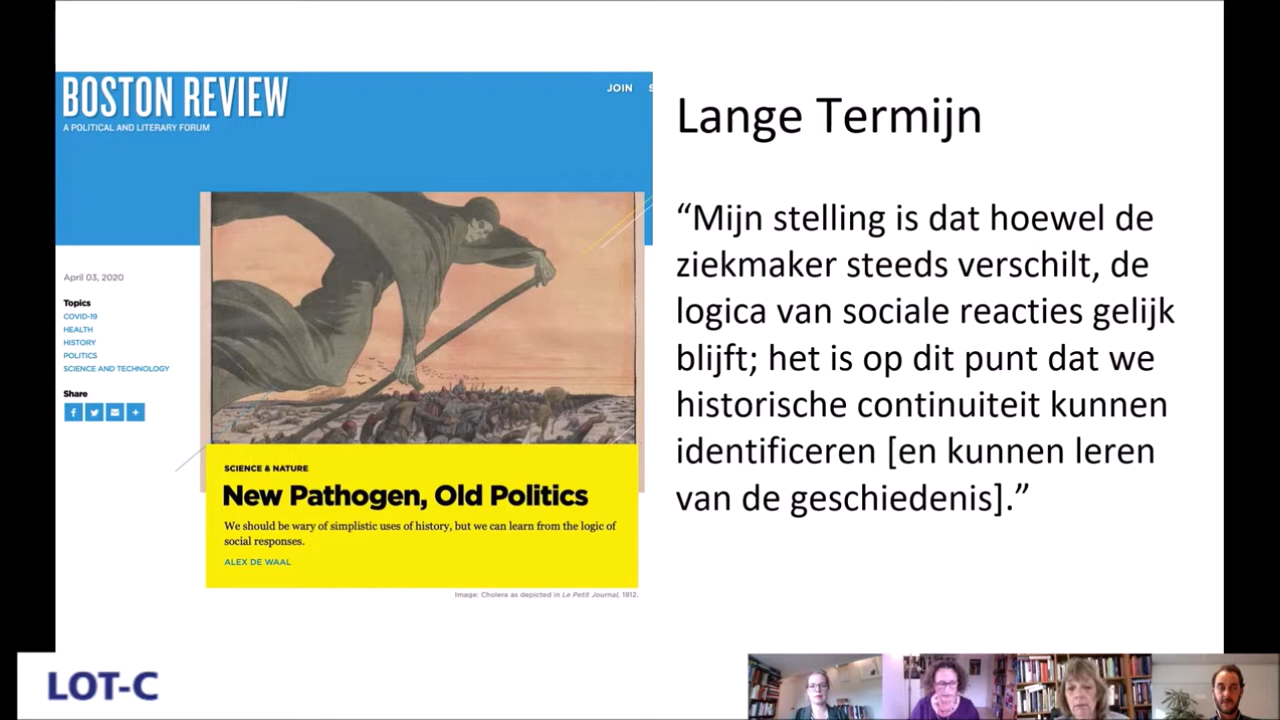 BOSTON REVIEW
A POLITICAL AND LITERARY FORUM
JOIN
April 03, 2020
Topics
COVID-19
HEALTH
HISTORY
POLITICS
SCIENCE AND TECHNOLOGY
Share
SCIENCE & NATURE
New Pathogen, Old Politics
We should be wary of simplistic uses of history, but we can learn from the logic of
social responses.
ALEX DE WAAL
Image: Cholera as depicted in Le Petit Journal, 1912.
Lange Termijn
“Mijn stelling is dat hoewel de
ziekmaker steeds verschilt, de
logica van sociale reacties gelijk
blijft; het is op dit punt dat we
historische continuiteit kunnen
identificeren [en kunnen leren
van de geschiedenis].”
LOT-C